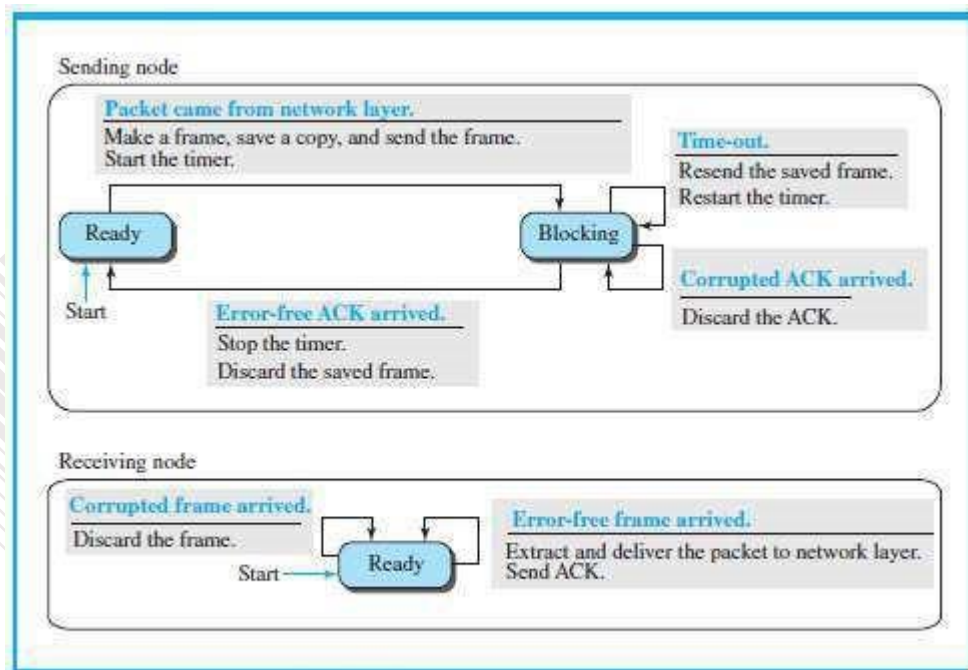 Sending node
Packet came from network layer.
Make a frame, save a copy, and send the frame.
Start the timer.
Time-out.
Resend the saved frame.
Restart the timer.
Ready
Blocking
Start
Error-free ACK arrived.
Stop the timer.
Discard the saved frame.
Corrupted ACK arrived.
Discard the ACK.
Receiving node
Corrupted frame arrived.
Discard the frame.
Start
Ready
Error-free frame arrived.
Extract and deliver the packet to network layer.
Send ACK.